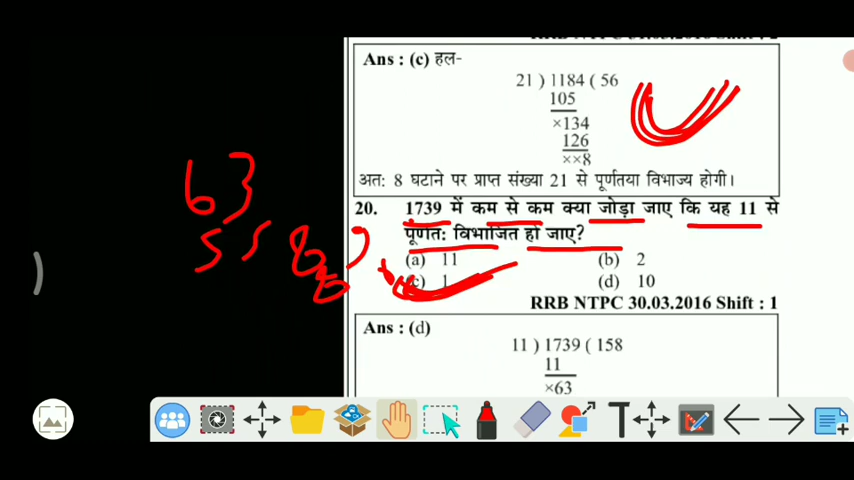 Ans : (c) हल-
21 ) 1184 ( 56
105
×134
126
××8
अत: 8 घटाने पर प्राप्त संख्या 21 से पूर्णतया विभाज्य होगी।
20. 1739 में कम से कम क्या जोड़ा जाए कि यह 11 से
पूर्णत: विभाजित हो जाए?
(a) 11 (b) 2
(c) 1 (d) 10
RRB NTPC 30.03.2016 Shift : 1
Ans : (d)
11 ) 1739 ( 158
11
×63
63
55